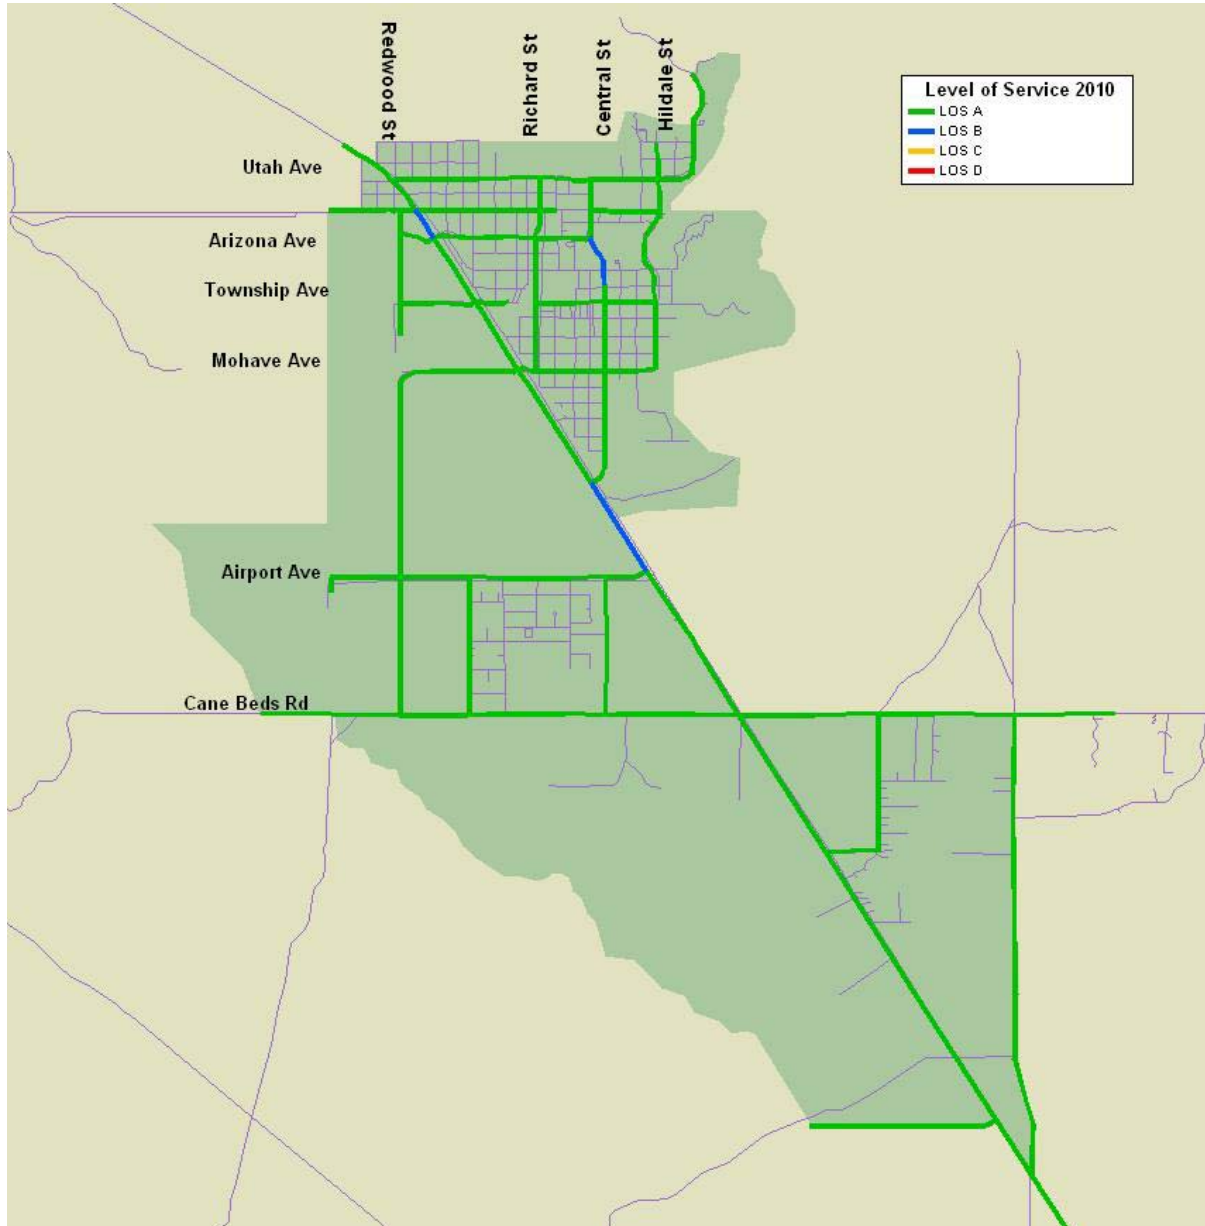 Redwood St
Richard St
Central St
Hildale St
Level of Service 2010
LOS A
LOS B
LOS C
LOS D
Utah Ave
Arizona Ave
Township Ave
Mohave Ave
Airport Ave
Cane Beds Rd